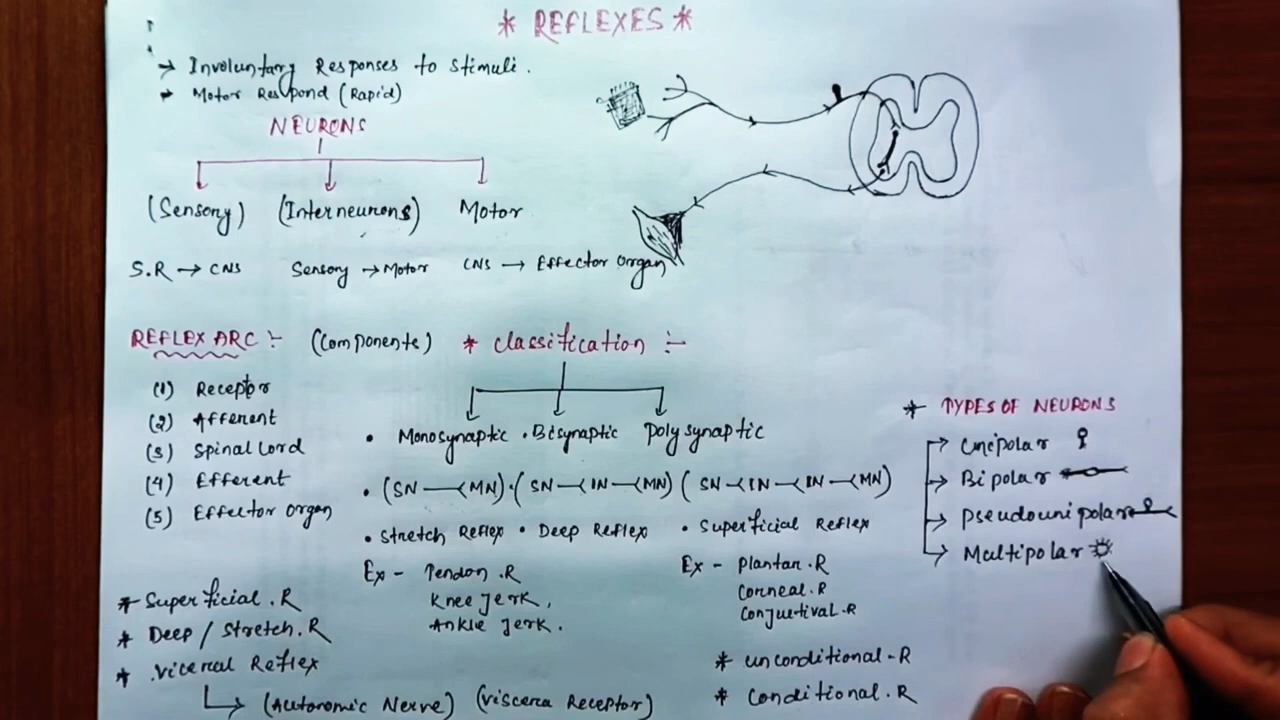 * REFLEXES *
→ Involuntary Responses to stimuli.
→ Motor Respond (Rapid)
NEURONS
(Sensory) (Interneurons) Motor
S.R → CNS Sensory → Motor CNS → Effector Organ
REFLEX ARC :- (Componente)
(1) Receptor
(2) Afferent
(3) Spinal Cord
(4) Efferent
(5) Effector Organ
* Classification :-
• Monosynaptic • Bisynaptic Polysynaptic
• (SN —< MN) • (SN —< IN —< MN) (SN —< IN —< IN —< MN)
• Stretch Reflex • Deep Reflex • Superficial Reflex
Ex - Tendon.R
Knee Jerk,
Ankle Jerk.
Ex - Plantar.R
Corneal.R
Conjuctival.R
* TYPES OF NEURONS
→ Unipolar
→ Bipolar
→ Pseudounipolar
→ Multipolar
* Superficial.R
* Deep / Stretch.R
* .Viceral Reflex
→ (Autonomic Nerve) (Viscera Receptor)
* unconditional-R
* Conditional.R